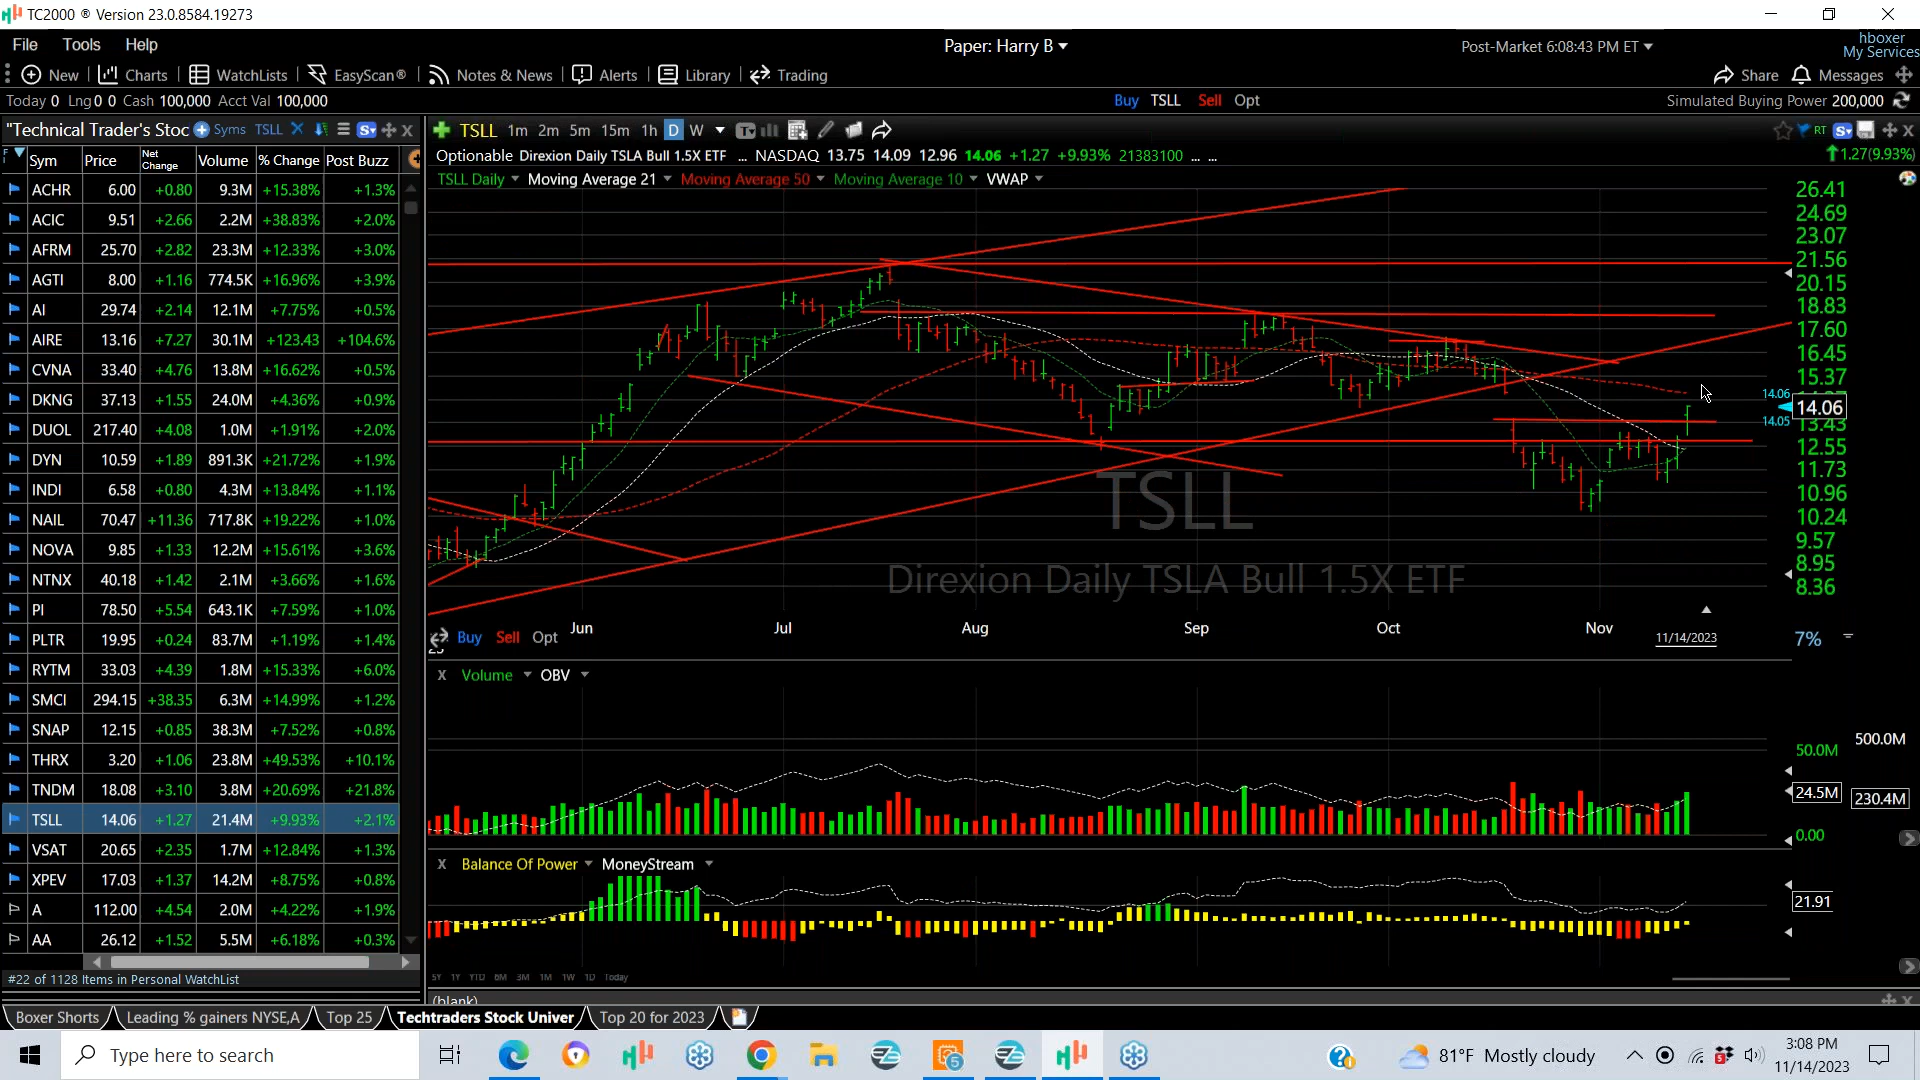 TC2000 ® Version 23.0.8584.19273
File Tools Help
Paper: Harry B
Post-Market 6:08:43 PM ET
hboxer
My Services
New Charts WatchLists EasyScan® Notes & News Alerts Library Trading
Share Messages
Today 0 Lng 0 0 Cash 100,000 Acct Val 100,000
Buy TSLL Sell Opt
Simulated Buying Power 200,000
"Technical Trader's Stoc Syms TSLL
TSLL 1m 2m 5m 15m 1h D W
RT
Sym Price Net Change Volume % Change Post Buzz
Optionable Direxion Daily TSLA Bull 1.5X ETF ... NASDAQ 13.75 14.09 12.96 14.06 +1.27 +9.93% 21383100 ... ...
1.27(9.93%)
TSLL Daily Moving Average 21 Moving Average 50 Moving Average 10 VWAP
ACHR 6.00 +0.80 9.3M +15.38% +1.3%
ACIC 9.51 +2.66 2.2M +38.83% +2.0%
AFRM 25.70 +2.82 23.3M +12.33% +3.0%
AGTI 8.00 +1.16 774.5K +16.96% +3.9%
AI 29.74 +2.14 12.1M +7.75% +0.5%
AIRE 13.16 +7.27 30.1M +123.43 +104.6%
CVNA 33.40 +4.76 13.8M +16.62% +0.5%
DKNG 37.13 +1.55 24.0M +4.36% +0.9%
DUOL 217.40 +4.08 1.0M +1.91% +2.0%
DYN 10.59 +1.89 891.3K +21.72% +1.9%
INDI 6.58 +0.80 4.3M +13.84% +1.1%
NAIL 70.47 +11.36 717.8K +19.22% +1.0%
NOVA 9.85 +1.33 12.2M +15.61% +3.6%
NTNX 40.18 +1.42 2.1M +3.66% +1.6%
PI 78.50 +5.54 643.1K +7.59% +1.0%
PLTR 19.95 +0.24 83.7M +1.19% +1.4%
RYTM 33.03 +4.39 1.8M +15.33% +6.0%
SMCI 294.15 +38.35 6.3M +14.99% +1.2%
SNAP 12.15 +0.85 38.3M +7.52% +0.8%
THRX 3.20 +1.06 23.8M +49.53% +10.1%
TNDM 18.08 +3.10 3.8M +20.69% +21.8%
TSLL 14.06 +1.27 21.4M +9.93% +2.1%
VSAT 20.65 +2.35 1.7M +12.84% +1.3%
XPEV 17.03 +1.37 14.2M +8.75% +0.8%
A 112.00 +4.54 2.0M +4.22% +1.9%
AA 26.12 +1.52 5.5M +6.18% +0.3%
#22 of 1128 Items in Personal WatchList
26.41
24.69
23.07
21.56
20.15
18.83
17.60
16.45
15.37
14.06
14.06
14.05
13.43
12.55
11.73
10.96
10.24
9.57
8.95
8.36
TSLL
Direxion Daily TSLA Bull 1.5X ETF
Buy Sell Opt
Jun Jul Aug Sep Oct Nov
11/14/2023
7%
X Volume OBV
500.0M
50.0M
24.5M
230.4M
0.00
X Balance Of Power MoneyStream
21.91
5Y 1Y YTD 6M 3M 1M 1W 1D Today
(blank)
Boxer Shorts Leading % gainers NYSE,A Top 25 Techtraders Stock Univer Top 20 for 2023
Type here to search
81°F Mostly cloudy
3:08 PM
11/14/2023